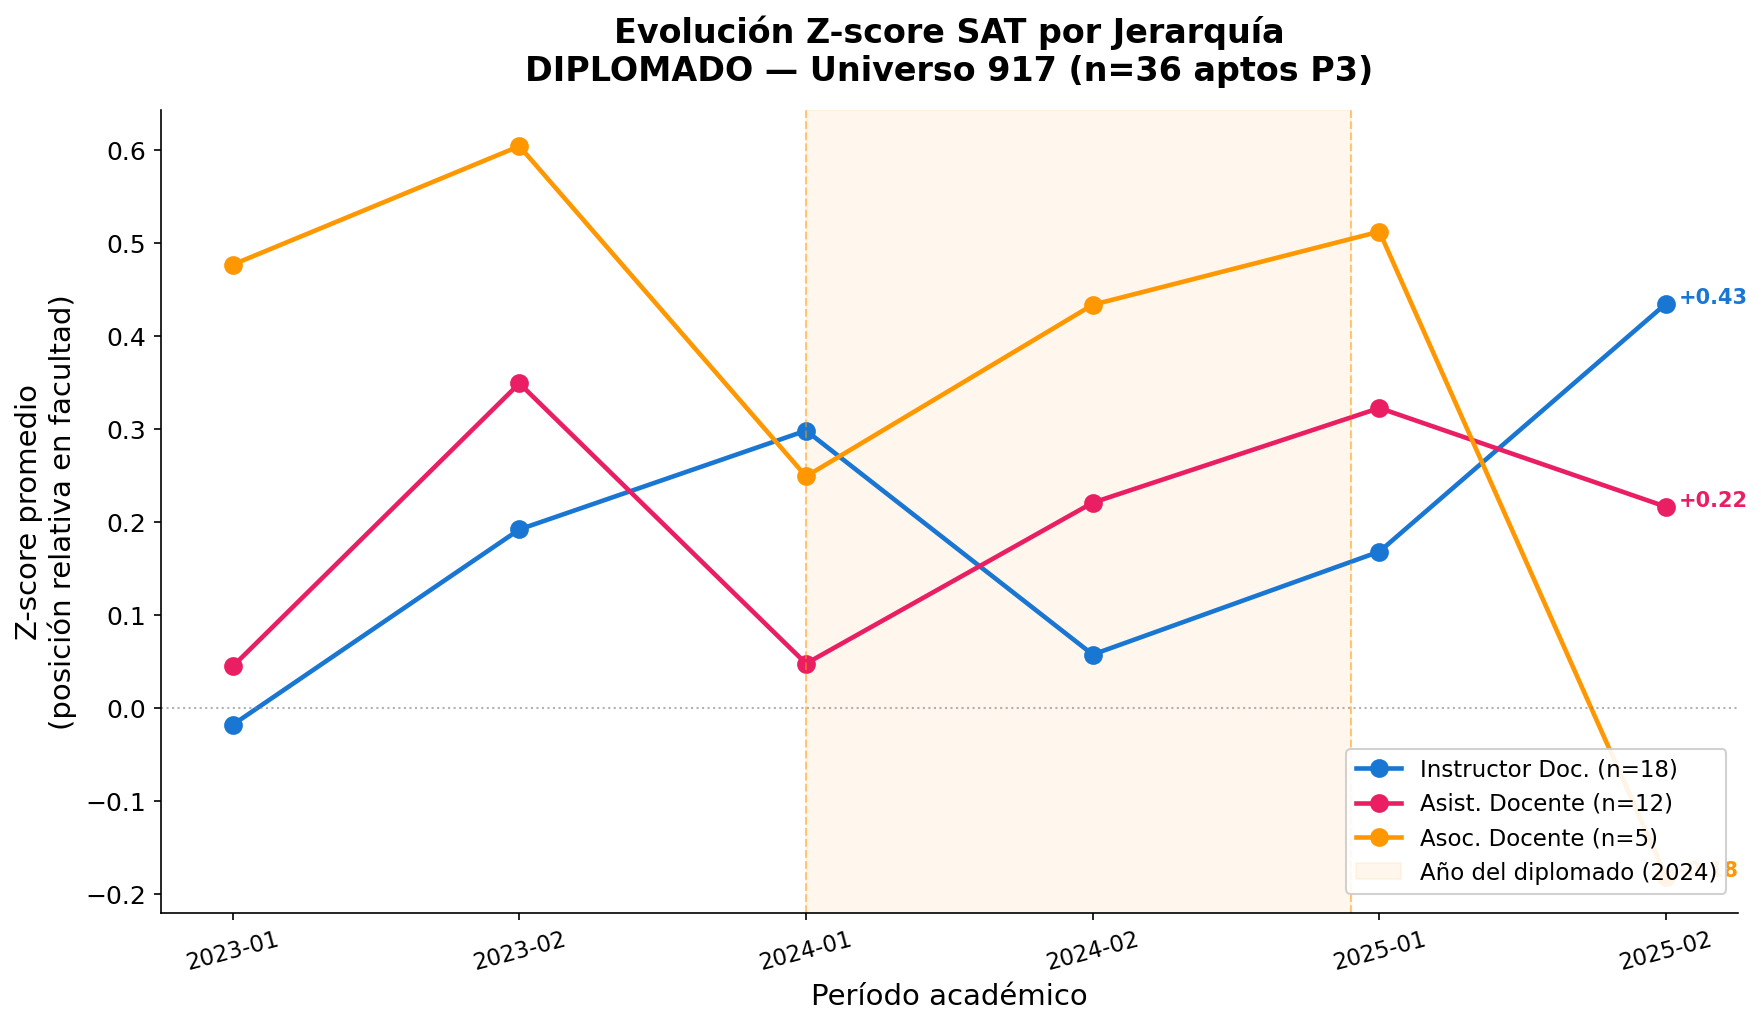 Evolución Z-score SAT por Jerarquía
DIPLOMADO — Universo 917 (n=36 aptos P3)
Z-score promedio
(posición relativa en facultad)
0.6
0.5
0.4
0.3
0.2
0.1
0.0
−0.1
−0.2
+0.43
+0.22
Instructor Doc. (n=18)
Asist. Docente (n=12)
Asoc. Docente (n=5)
Año del diplomado (2024)
2023-01
2023-02
2024-01
2024-02
2025-01
2025-02
Período académico